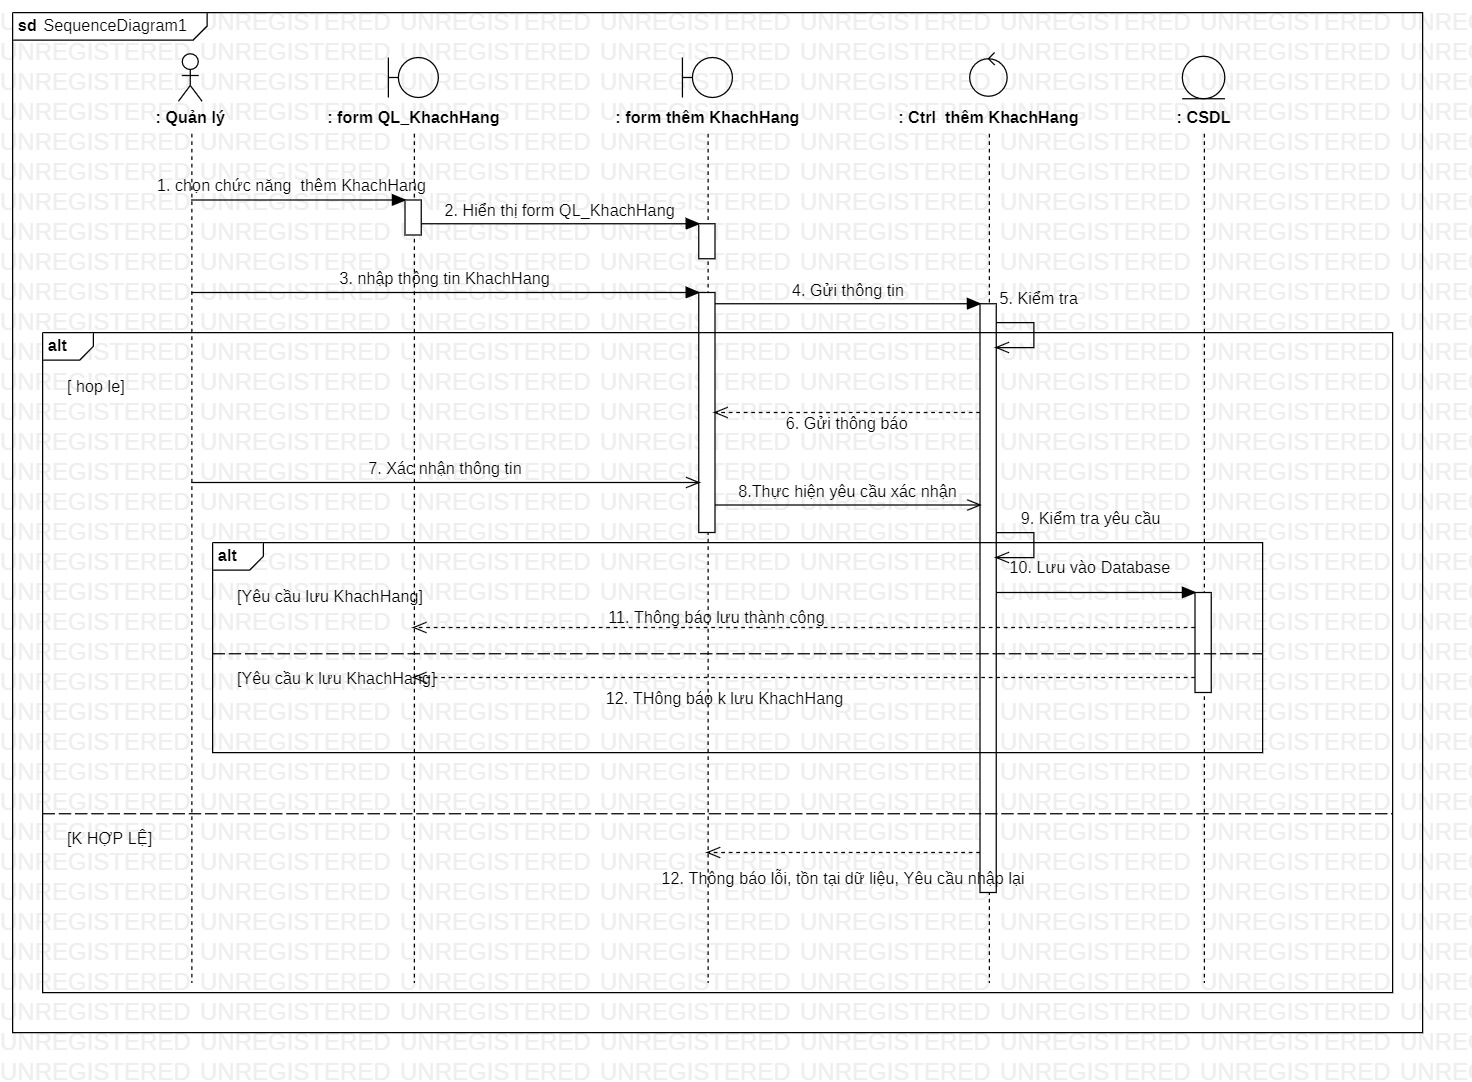 sd SequenceDiagram1
: Quản lý
: form QL_KhachHang
: form thêm KhachHang
: Ctrl thêm KhachHang
: CSDL
1. chọn chức năng thêm KhachHang
2. Hiển thị form QL_KhachHang
3. nhập thông tin KhachHang
4. Gửi thông tin
5. Kiểm tra
alt
[ hop le]
6. Gửi thông báo
7. Xác nhận thông tin
8.Thực hiện yêu cầu xác nhận
9. Kiểm tra yêu cầu
alt
10. Lưu vào Database
[Yêu cầu lưu KhachHang]
11. Thông báo lưu thành công
[Yêu cầu k lưu KhachHang]
12. THông báo k lưu KhachHang
[K HỢP LỆ]
12. Thông báo lỗi, tồn tại dữ liệu, Yêu cầu nhập lại
UNREGISTERED